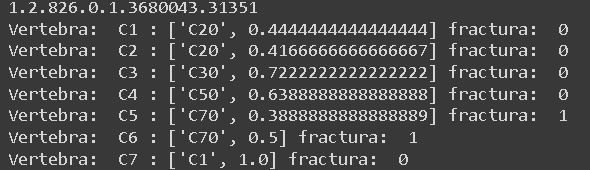 1.2.826.0.1.3680043.31351
Vertebra:  C1 : ['C20', 0.4444444444444444] fractura:  0
Vertebra:  C2 : ['C20', 0.4166666666666667] fractura:  0
Vertebra:  C3 : ['C30', 0.7222222222222222] fractura:  0
Vertebra:  C4 : ['C50', 0.6388888888888888] fractura:  0
Vertebra:  C5 : ['C70', 0.3888888888888889] fractura:  1
Vertebra:  C6 : ['C70', 0.5] fractura:  1
Vertebra:  C7 : ['C1', 1.0] fractura:  0